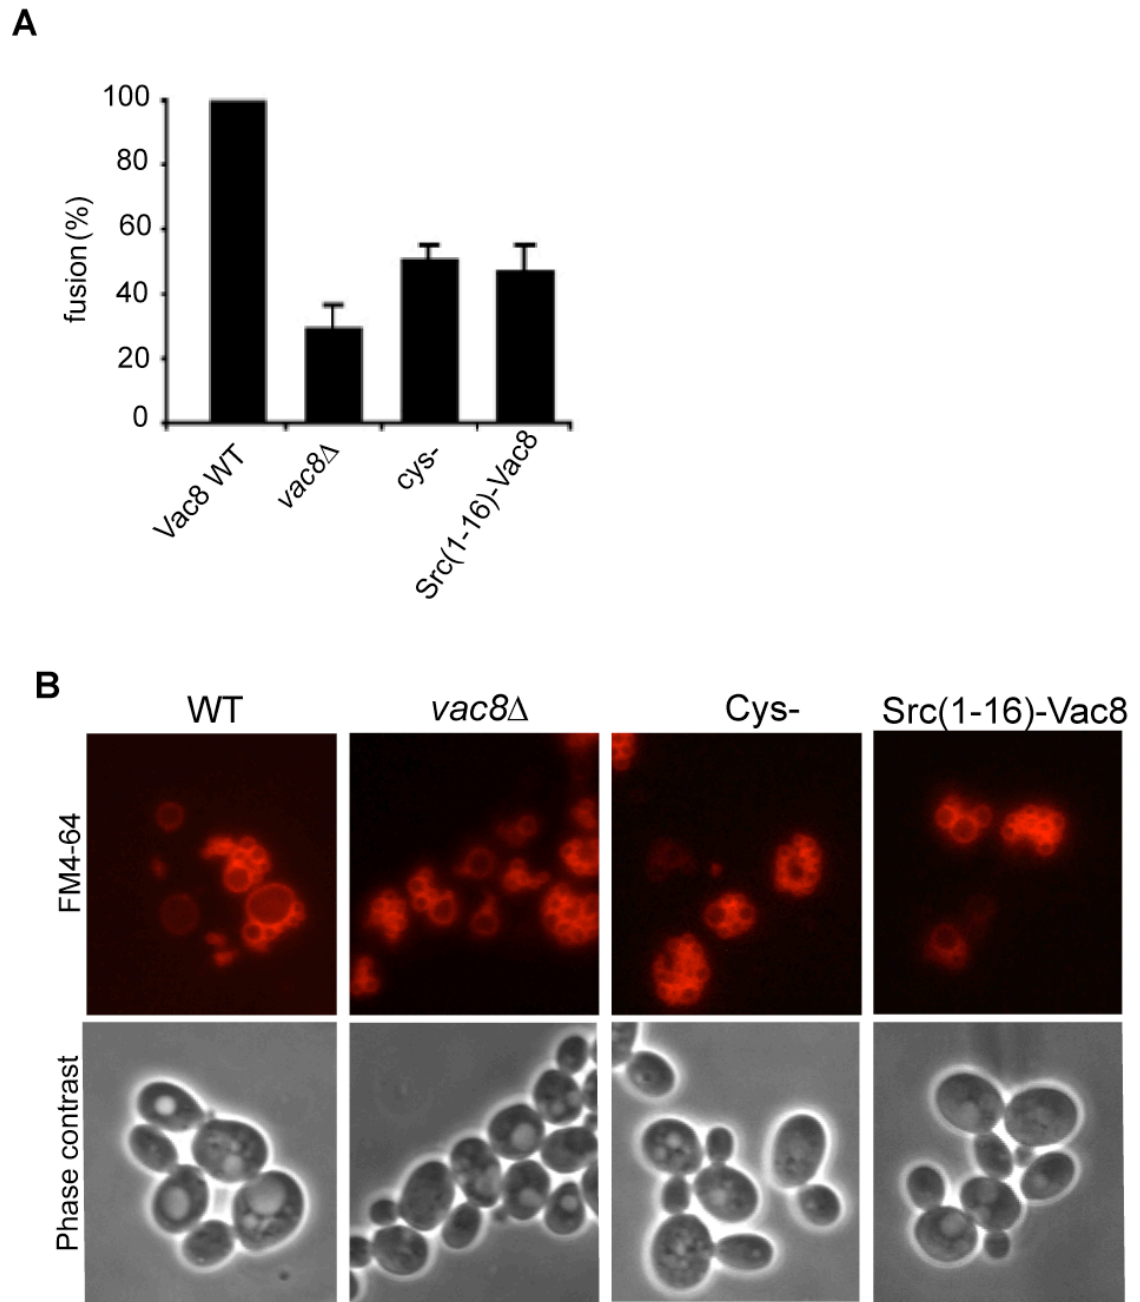 A
100
80
60
40
20
0
fusion (%)
Vac8 WT
vac8Δ
cys-
Src(1-16)-Vac8
B
WT
vac8Δ
Cys-
Src(1-16)-Vac8
FM4-64
Phase contrast